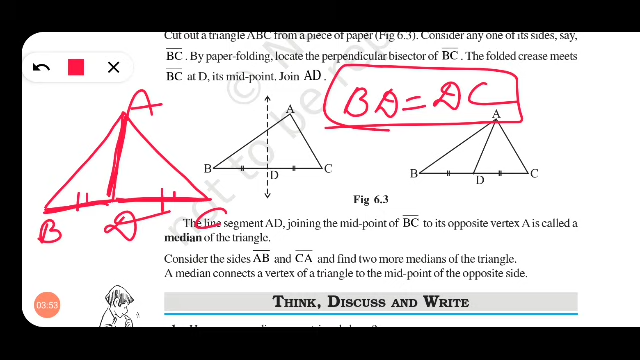 Cut out a triangle ABC from a piece of paper (Fig 6.3). Consider any one of its sides, say,
BC. By paper-folding, locate the perpendicular bisector of BC. The folded crease meets
BC at D, its mid-point. Join AD.
BD = DC
A
A
A
B
D
C
B
D
C
B
D
C
Fig 6.3
The line segment AD, joining the mid-point of BC to its opposite vertex A is called a
median of the triangle.
Consider the sides AB and CA and find two more medians of the triangle.
A median connects a vertex of a triangle to the mid-point of the opposite side.
03:53
THINK, DISCUSS AND WRITE
not to be